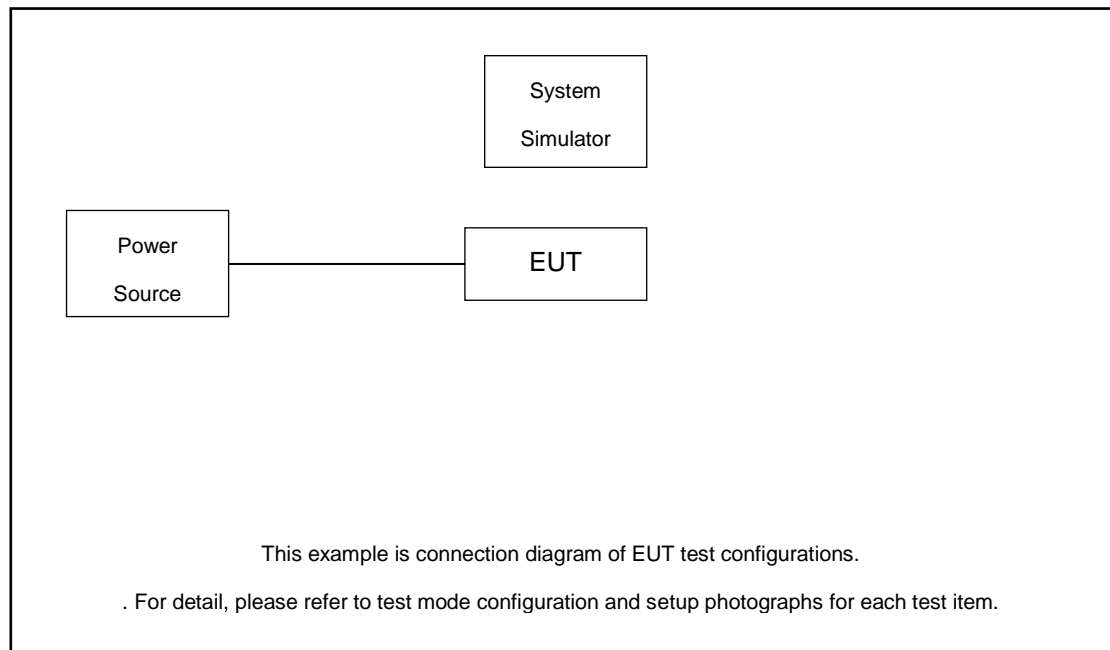 System
Simulator
Power
Source
EUT
This example is connection diagram of EUT test configurations.
. For detail, please refer to test mode configuration and setup photographs for each test item.